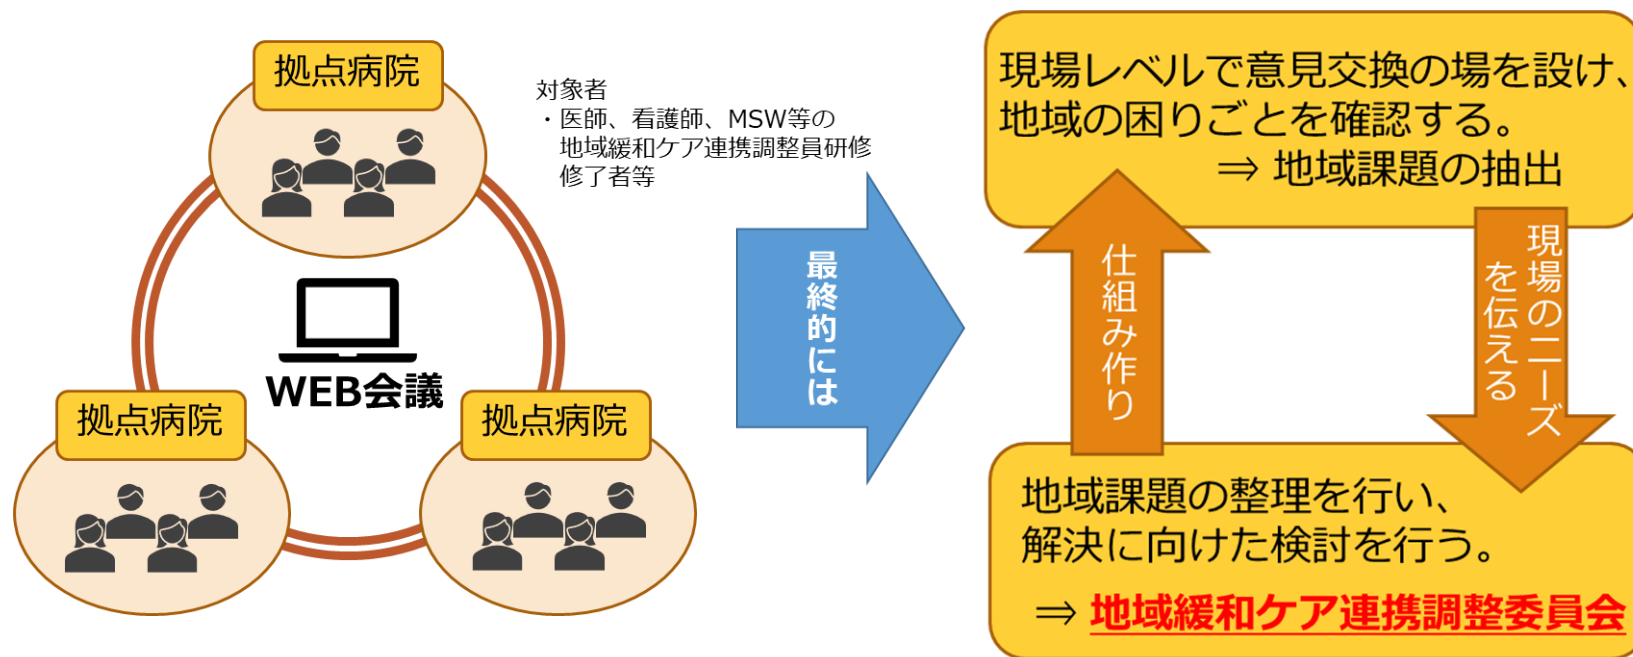 拠点病院
対象者
・医師、看護師、MSW等の
地域緩和ケア連携調整員研修
修了者等
WEB会議
拠点病院
拠点病院
最終的には
現場レベルで意見交換の場を設け、
地域の困りごとを確認する。
⇒ 地域課題の抽出
仕組み作り
現場のニーズ
を伝える
地域課題の整理を行い、
解決に向けた検討を行う。
⇒ 地域緩和ケア連携調整委員会